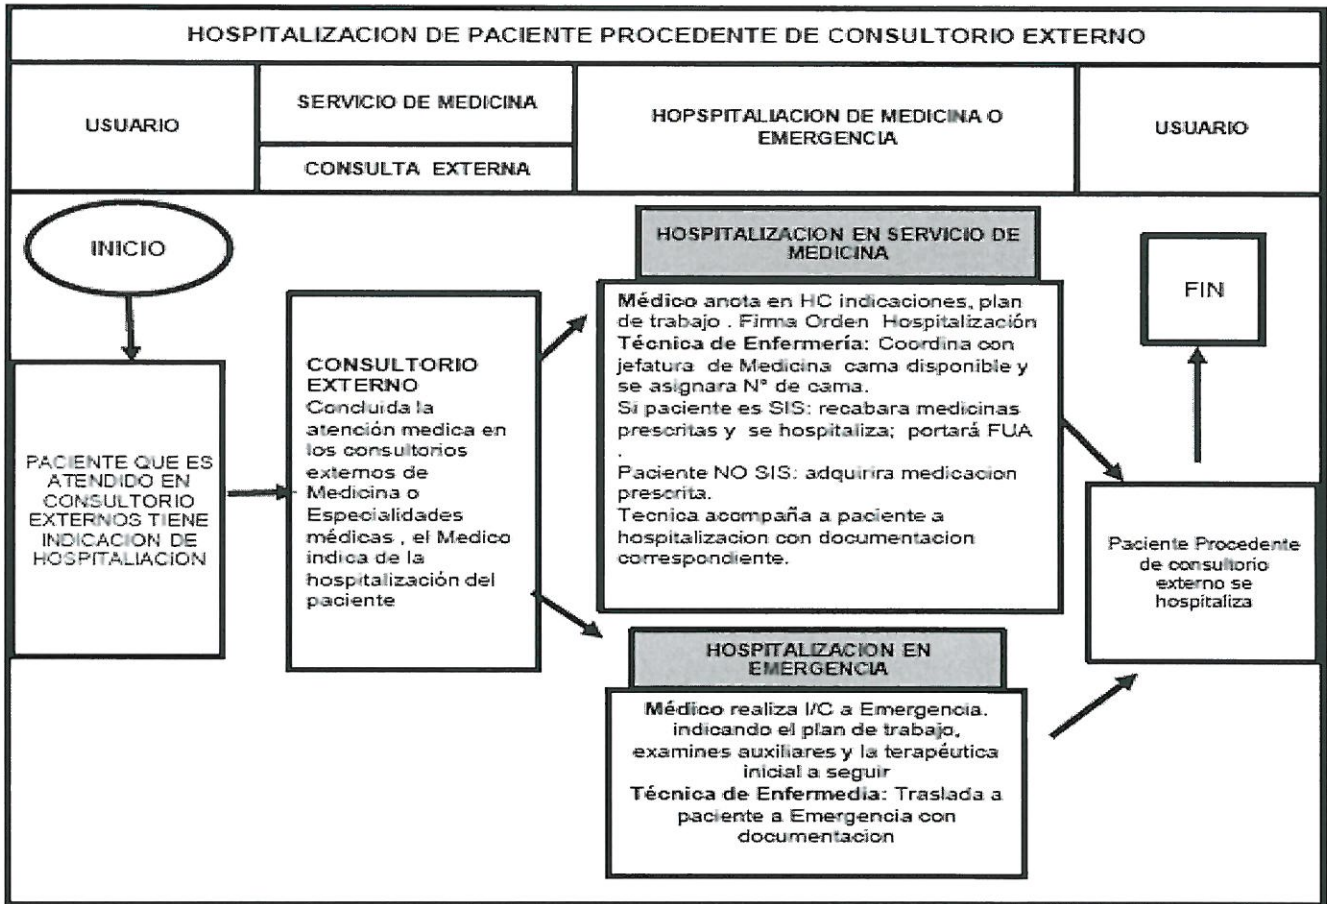 HOSPITALIZACION DE PACIENTE PROCEDENTE DE CONSULTORIO EXTERNO
USUARIO
SERVICIO DE MEDICINA
CONSULTA EXTERNA
HOPSPITALIACION DE MEDICINA O
EMERGENCIA
USUARIO
INICIO
PACIENTE QUE ES
ATENDIDO EN
CONSULTORIO
EXTERNOS TIENE
INDICACION DE
HOSPITALIACION
CONSULTORIO
EXTERNO
Concluida la
atención medica en
los consultorios
externos de
Medicina o
Especialidades
médicas , el Medico
indica de la
hospitalización del
paciente
HOSPITALIZACION EN SERVICIO DE
MEDICINA
Médico anota en HC indicaciones, plan
de trabajo . Firma Orden Hospitalización
Técnica de Enfermería: Coordina con
jefatura de Medicina cama disponible y
se asignara N° de cama.
Si paciente es SIS: recabara medicinas
prescritas y se hospitaliza; portará FUA
.
Paciente NO SIS: adquirira medicacion
prescrita.
Tecnica acompaña a paciente a
hospitalizacion con documentacion
correspondiente.
HOSPITALIZACION EN
EMERGENCIA
Médico realiza I/C a Emergencia.
indicando el plan de trabajo,
examines auxiliares y la terapéutica
inicial a seguir
Técnica de Enfermedia: Traslada a
paciente a Emergencia con
documentacion
FIN
Paciente Procedente
de consultorio
externo se
hospitaliza